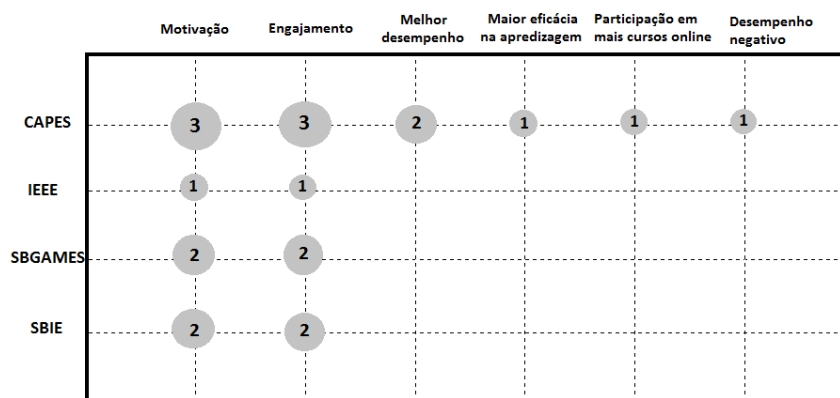 Motivação
Engajamento
Melhor
desempenho
Maior eficácia
na apredizagem
Participação em
mais cursos online
Desempenho
negativo
CAPES
3
3
2
1
1
1
IEEE
1
1
SBGAMES
2
2
SBIE
2
2